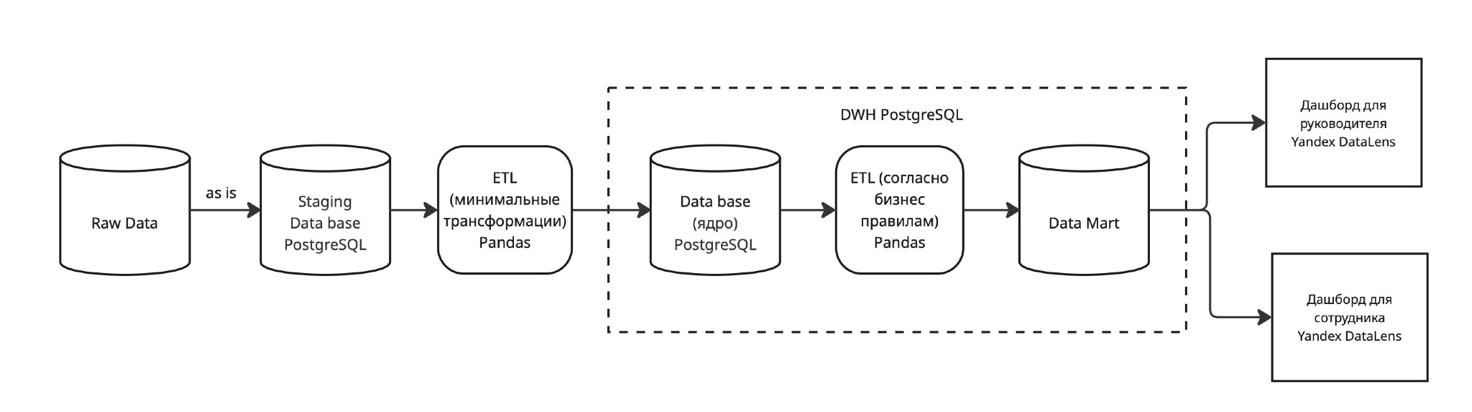 Raw Data
as is
Staging
Data base
PostgreSQL
ETL
(минимальные
трансформации)
Pandas
DWH PostgreSQL
Data base
(ядро)
PostgreSQL
ETL (согласно
бизнес
правилам)
Pandas
Data Mart
Дашборд для
руководителя
Yandex DataLens
Дашборд для
сотрудника
Yandex DataLens